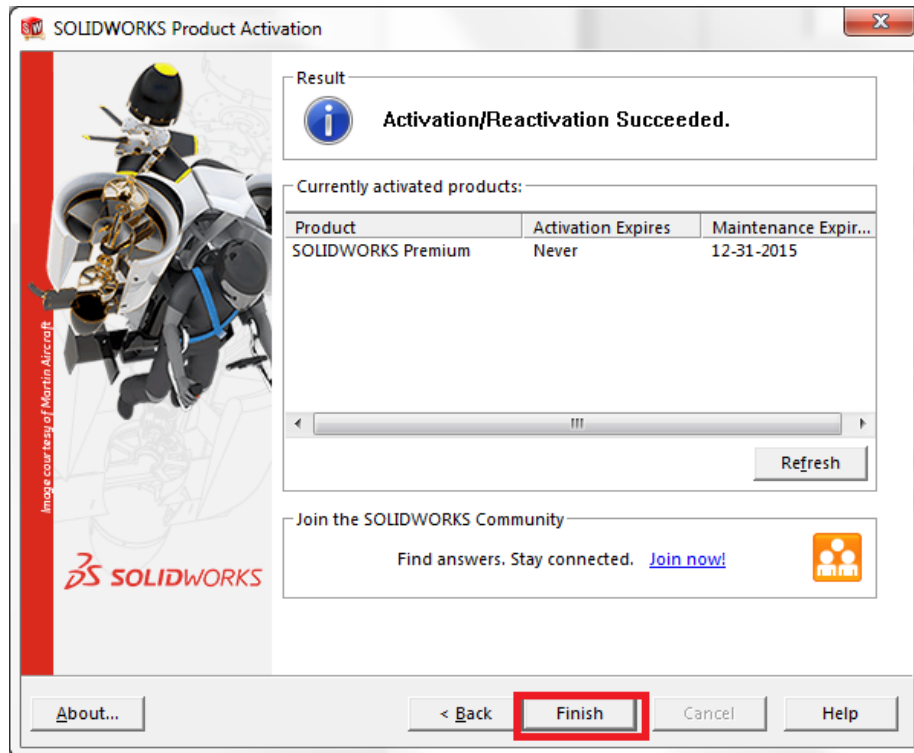 SOLIDWORKS Product Activation
Result
Activation/Reactivation Succeeded.
Currently activated products:
Product Activation Expires Maintenance Expir...
SOLIDWORKS Premium Never 12-31-2015
Refresh
Join the SOLIDWORKS Community
Find answers. Stay connected. Join now!
Image courtesy of Martin Aircraft
SOLIDWORKS
About... < Back Finish Cancel Help